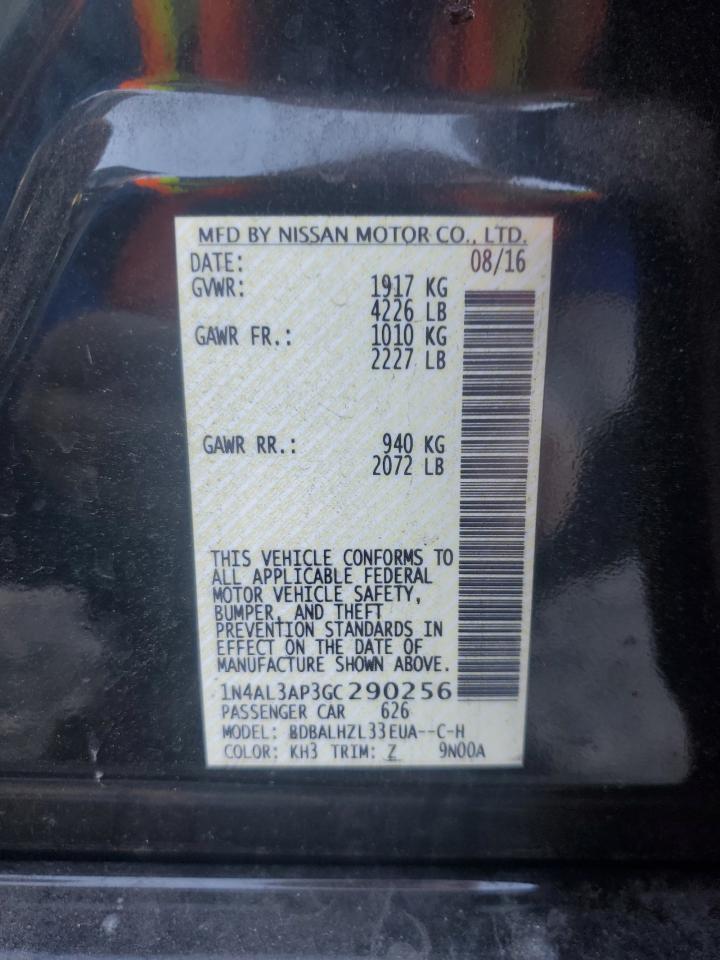 MFD BY NISSAN MOTOR CO., LTD.
DATE: 08/16
GVWR: 1917 KG
4226 LB
GAWR FR.: 1010 KG
2227 LB
GAWR RR.: 940 KG
2072 LB
THIS VEHICLE CONFORMS TO
ALL APPLICABLE FEDERAL
MOTOR VEHICLE SAFETY,
BUMPER, AND THEFT
PREVENTION STANDARDS IN
EFFECT ON THE DATE OF
MANUFACTURE SHOWN ABOVE.
1N4AL3AP3GC290256
PASSENGER CAR 626
MODEL: BDBALHZL33EUA--C-H
COLOR: KH3 TRIM: Z 9N00A